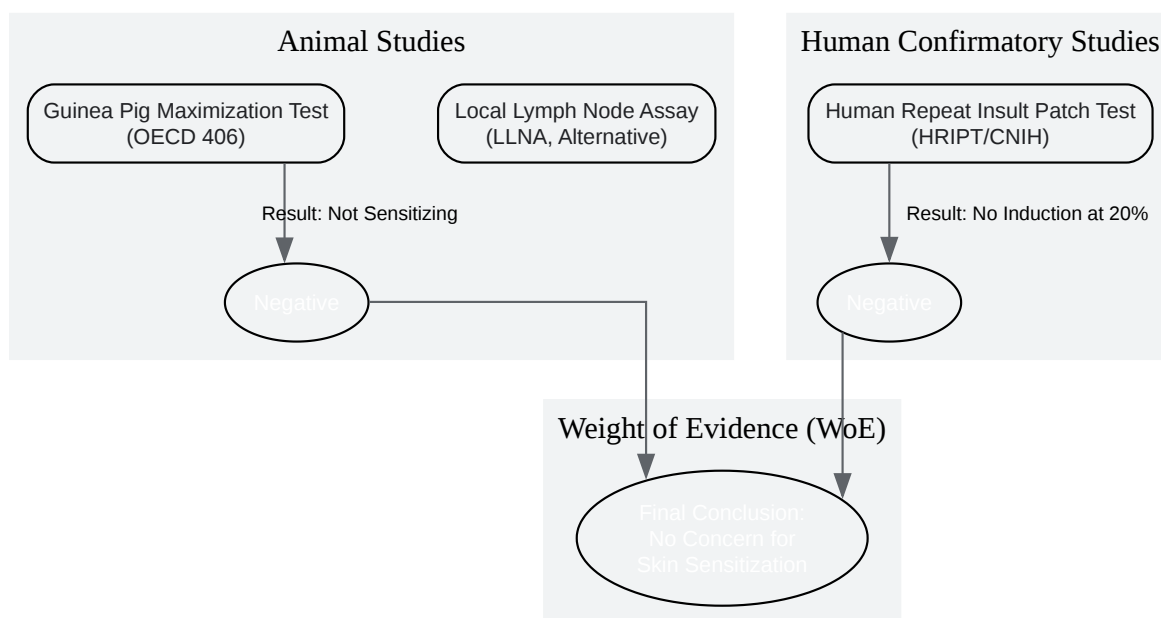 Animal Studies
Guinea Pig Maximization Test
(OECD 406)
Local Lymph Node Assay
(LLNA, Alternative)
Result: Not Sensitizing
Negative
Human Confirmatory Studies
Human Repeat Insult Patch Test
(HRIPT/CNIH)
Result: No Induction at 20%
Negative
Weight of Evidence (WoE)
Final Conclusion:
No Concern for
Skin Sensitization